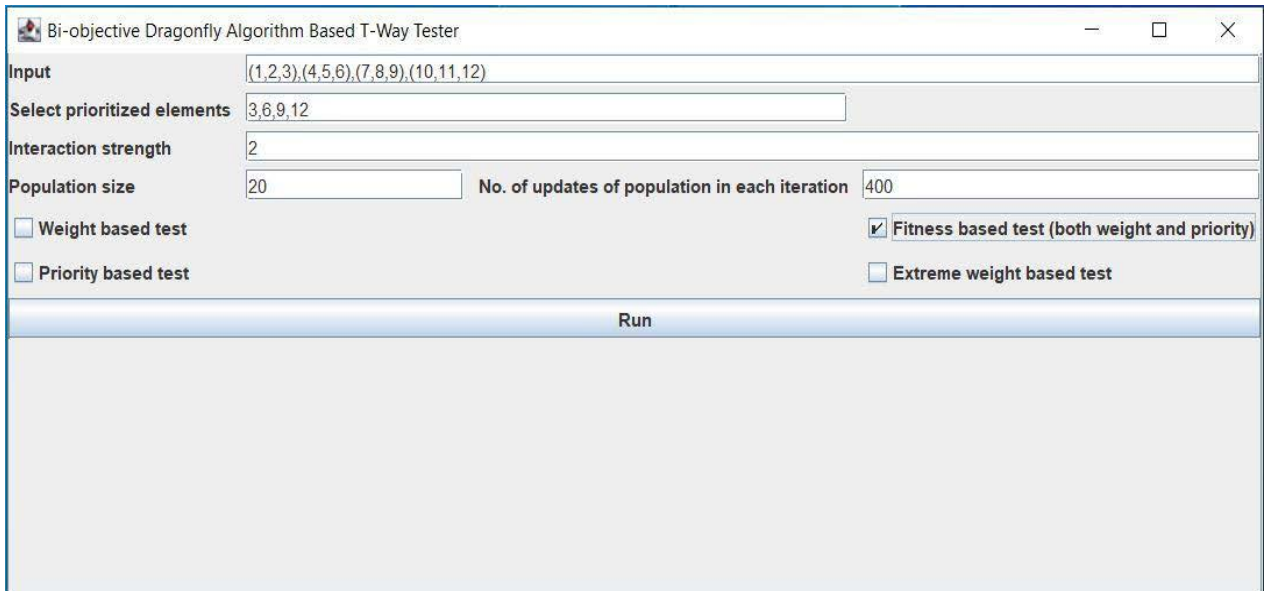 Bi-objective Dragonfly Algorithm Based T-Way Tester
Input (1,2,3),(4,5,6),(7,8,9),(10,11,12)
Select prioritized elements 3,6,9,12
Interaction strength 2
Population size 20 No. of updates of population in each iteration 400
Weight based test Fitness based test (both weight and priority)
Priority based test Extreme weight based test
Run